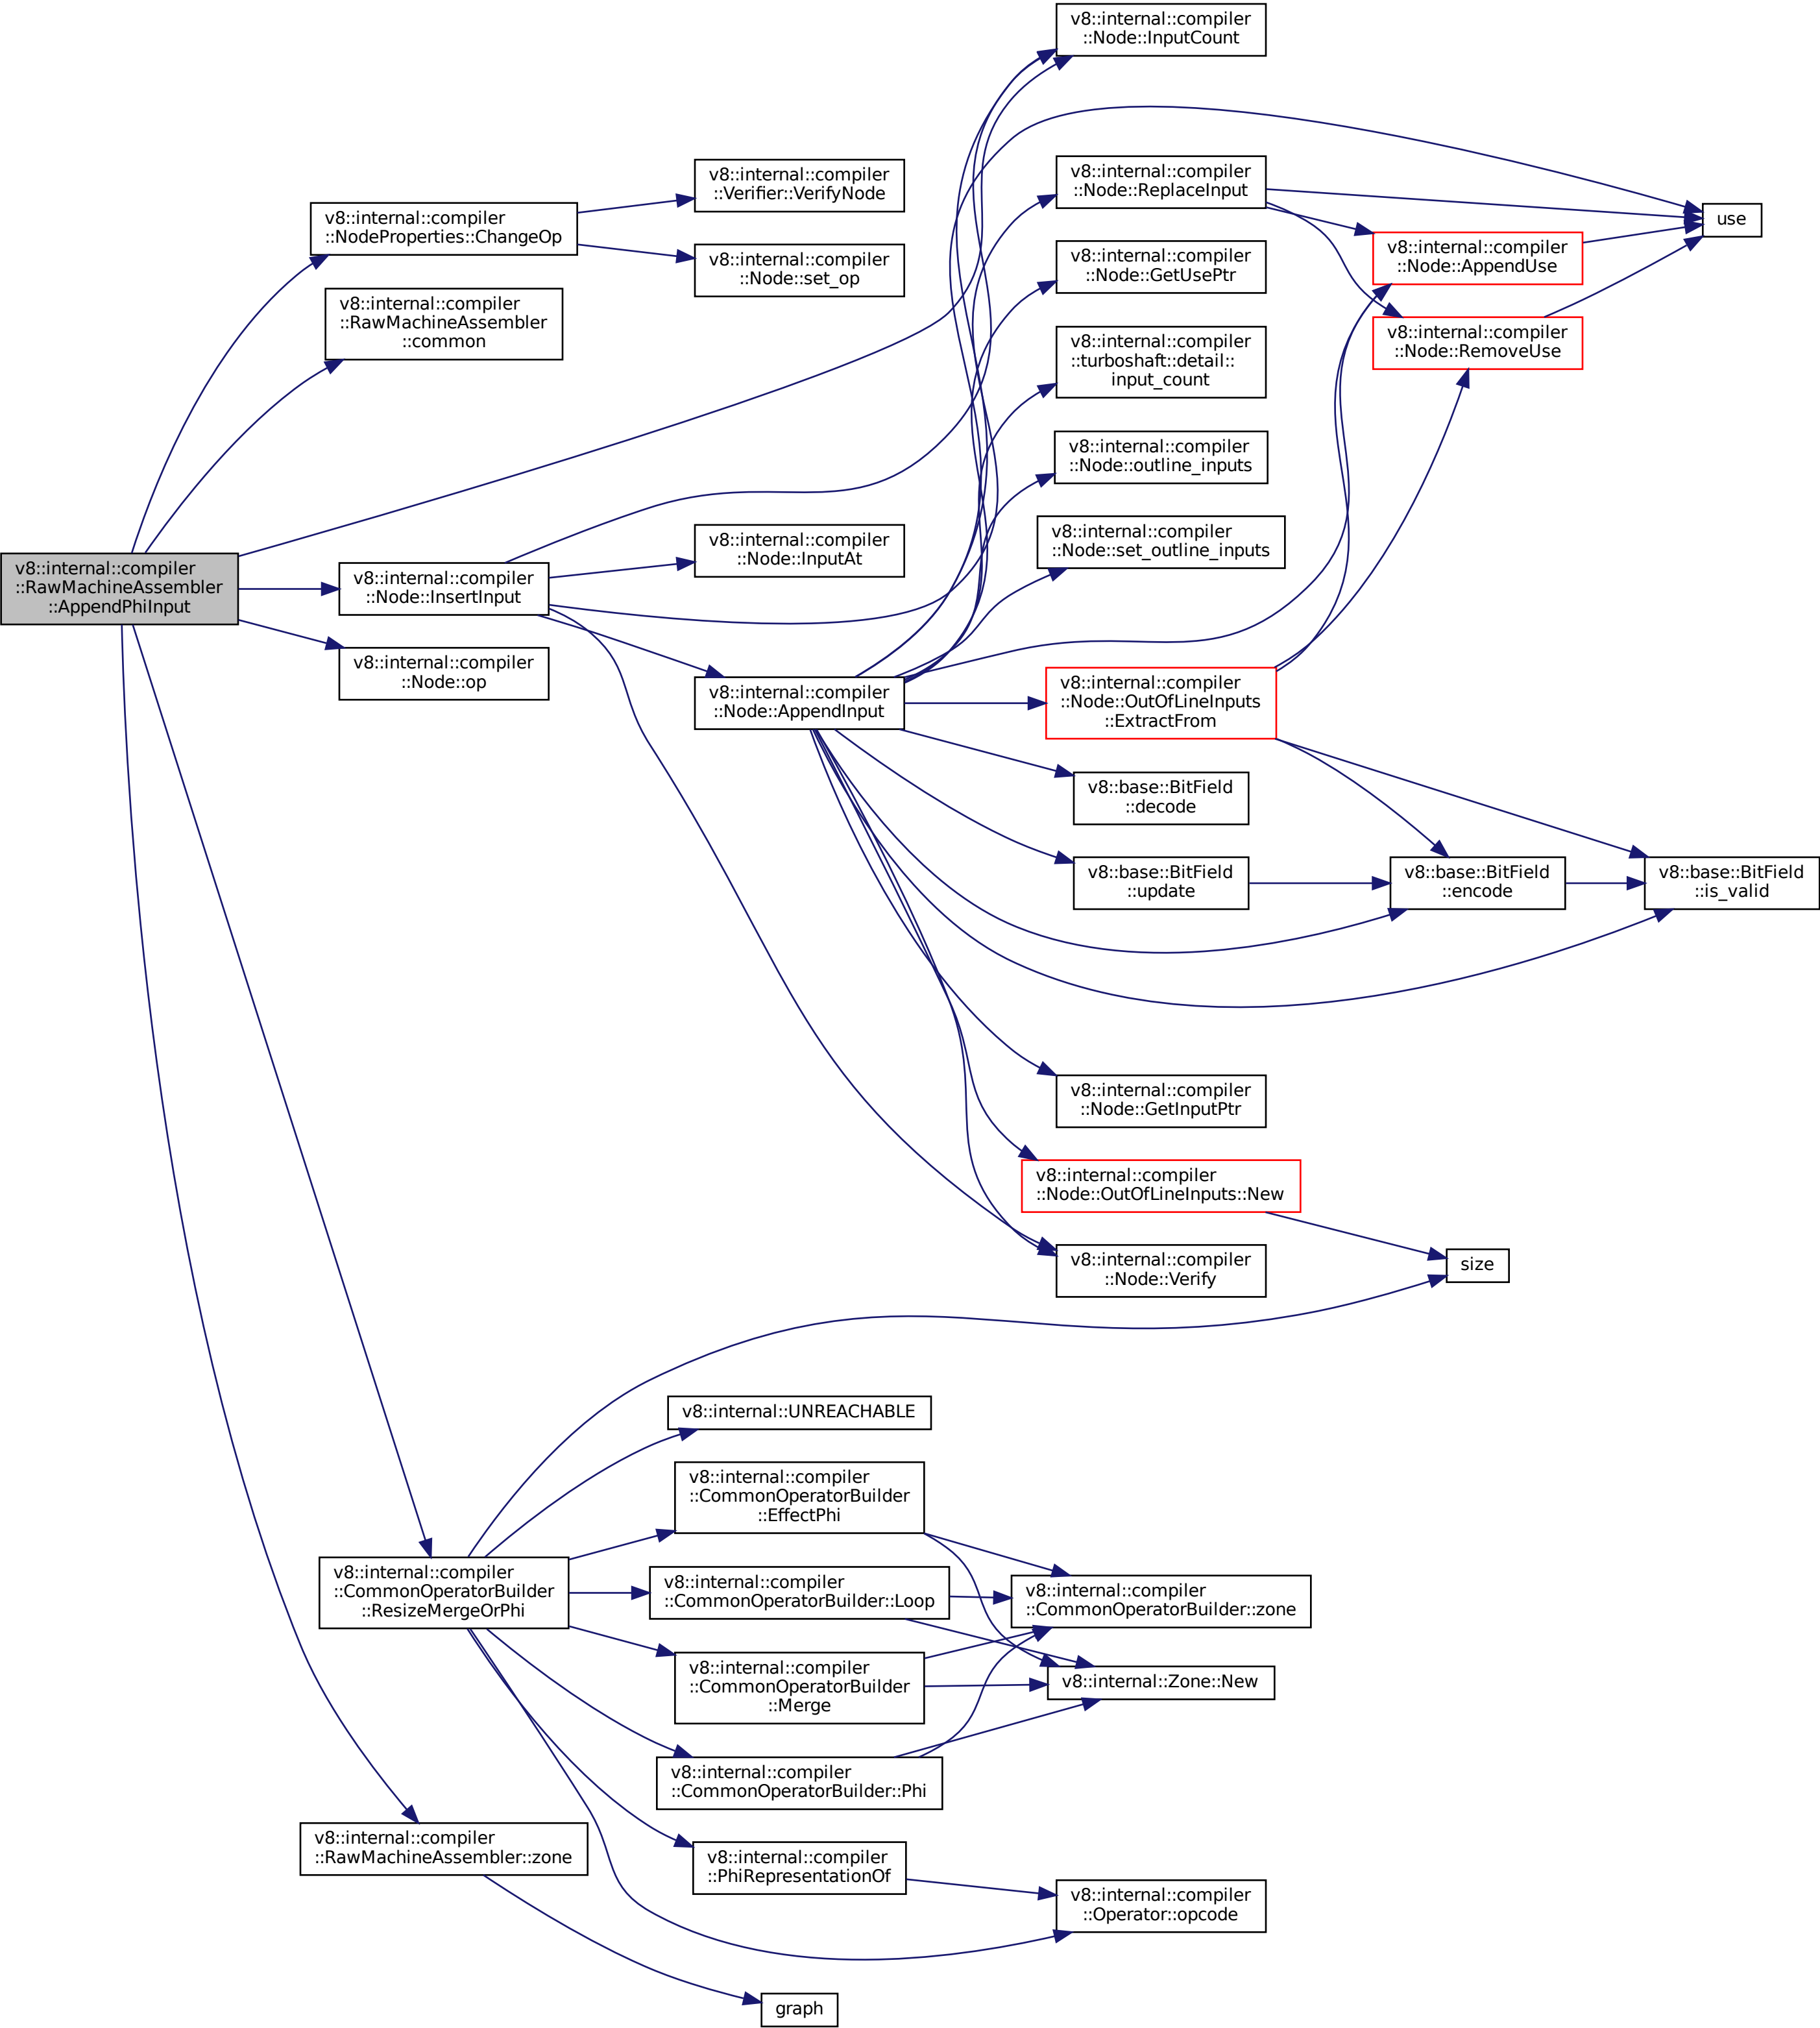 v8::internal::compiler
::RawMachineAssembler
::AppendPhiInput
v8::internal::compiler
::NodeProperties::ChangeOp
v8::internal::compiler
::RawMachineAssembler
::common
v8::internal::compiler
::Node::InsertInput
v8::internal::compiler
::Node::op
v8::internal::compiler
::CommonOperatorBuilder
::ResizeMergeOrPhi
v8::internal::compiler
::RawMachineAssembler::zone
v8::internal::compiler
::Verifier::VerifyNode
v8::internal::compiler
::Node::set_op
v8::internal::compiler
::Node::InputAt
v8::internal::compiler
::Node::AppendInput
v8::internal::UNREACHABLE
v8::internal::compiler
::CommonOperatorBuilder
::EffectPhi
v8::internal::compiler
::CommonOperatorBuilder::Loop
v8::internal::compiler
::CommonOperatorBuilder
::Merge
v8::internal::compiler
::CommonOperatorBuilder::Phi
v8::internal::compiler
::PhiRepresentationOf
graph
v8::internal::compiler
::Node::InputCount
v8::internal::compiler
::Node::ReplaceInput
v8::internal::compiler
::Node::GetUsePtr
v8::internal::compiler
::turboshaft::detail::
input_count
v8::internal::compiler
::Node::outline_inputs
v8::internal::compiler
::Node::set_outline_inputs
v8::internal::compiler
::Node::OutOfLineInputs
::ExtractFrom
v8::base::BitField
::decode
v8::base::BitField
::update
v8::internal::compiler
::Node::GetInputPtr
v8::internal::compiler
::Node::OutOfLineInputs::New
v8::internal::compiler
::Node::Verify
v8::internal::compiler
::CommonOperatorBuilder::zone
v8::internal::Zone::New
v8::internal::compiler
::Operator::opcode
v8::internal::compiler
::Node::AppendUse
v8::internal::compiler
::Node::RemoveUse
v8::base::BitField
::encode
size
use
v8::base::BitField
::is_valid